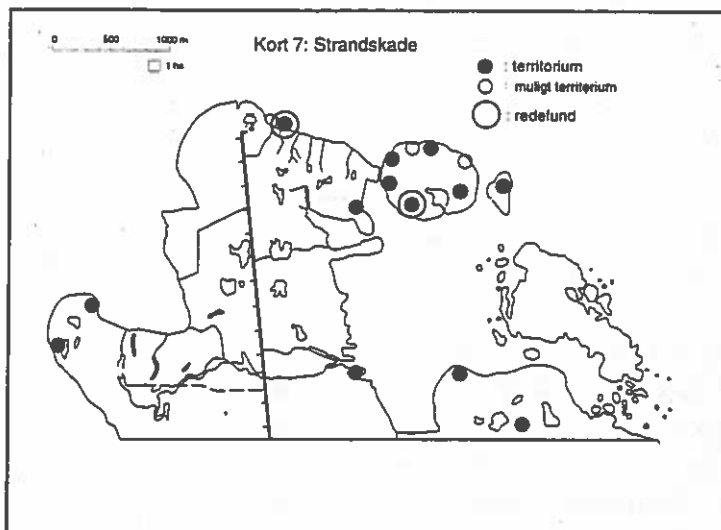 0 500 1000 m
1 ha
Kort 7: Strandskade
: territorium
: muligt territorium
: redefund